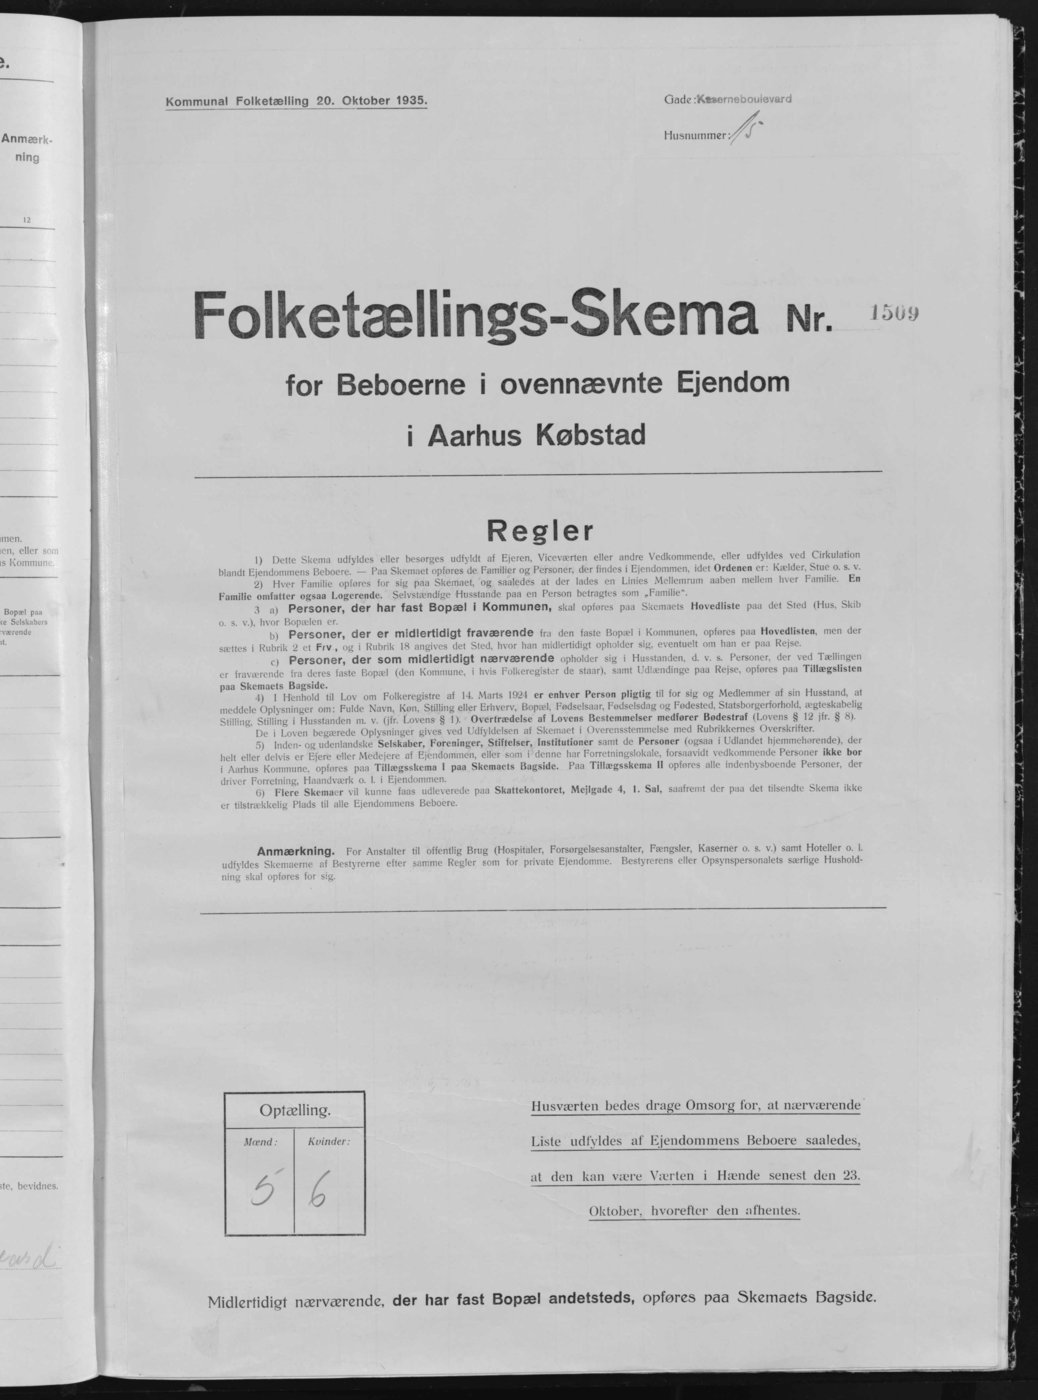 e.
Anmærk-
ning
12
men.
en, eller som
s Kommune.
Bopæl paa
ke Selskabers
værende
st.
ste, bevidnes.
Kommunal Folketælling 20. Oktober 1935.
Gade: Kaserneboulevard
Husnummer: 15
Folketællings-Skema Nr. 1509
for Beboerne i ovennævnte Ejendom
i Aarhus Købstad
Regler
1) Dette Skema udfyldes eller besørges udfyldt af Ejeren, Viceværten eller andre Vedkommende, eller udfyldes ved Cirkulation
blandt Ejendommens Beboere. — Paa Skemaet opføres de Familier og Personer, der findes i Ejendommen, idet Ordenen er: Kælder, Stue o. s. v.
2) Hver Familie opføres for sig paa Skemaet, og saaledes at der lades en Linies Mellemrum aaben mellem hver Familie. En
Familie omfatter ogsaa Logerende. Selvstændige Husstande paa en Person betragtes som „Familie“.
3 a) Personer, der har fast Bopæl i Kommunen, skal opføres paa Skemaets Hovedliste paa det Sted (Hus, Skib
o. s. v.), hvor Bopælen er.
b) Personer, der er midlertidigt fraværende fra den faste Bopæl i Kommunen, opføres paa Hovedlisten, men der
sættes i Rubrik 2 et Frv., og i Rubrik 18 angives det Sted, hvor han midlertidigt opholder sig, eventuelt om han er paa Rejse.
c) Personer, der som midlertidigt nærværende opholder sig i Husstanden, d. v. s. Personer, der ved Tællingen
er fraværende fra deres faste Bopæl (den Kommune, i hvis Folkeregister de staar), samt Udlændinge paa Rejse, opføres paa Tillægslisten
paa Skemaets Bagside.
4) I Henhold til Lov om Folkeregistre af 14. Marts 1924 er enhver Person pligtig til for sig og Medlemmer af sin Husstand, at
meddele Oplysninger om: Fulde Navn, Køn, Stilling eller Erhverv, Bopæl, Fødselsaar, Fødselsdag og Fødested, Statsborgerforhold, ægteskabelig
Stilling, Stilling i Husstanden m. v. (jfr. Lovens § 1). Overtrædelse af Lovens Bestemmelser medfører Bødestraf (Lovens § 12 jfr. § 8).
De i Loven begærede Oplysninger gives ved Udfyldelsen af Skemaet i Overensstemmelse med Rubrikkernes Overskrifter.
5) Inden- og udenlandske Selskaber, Foreninger, Stiftelser, Institutioner samt de Personer (ogsaa i Udlandet hjemmehørende), der
helt eller delvis er Ejere eller Medejere af Ejendommen, eller som i denne har Forretningslokale, forsaavidt vedkommende Personer ikke bor
i Aarhus Kommune, opføres paa Tillægsskema I paa Skemaets Bagside. Paa Tillægsskema II opføres alle indenbysboende Personer, der
driver Forretning, Haandværk o. l. i Ejendommen.
6) Flere Skemaer vil kunne faas udleverede paa Skattekontoret, Mejlgade 4, 1. Sal, saafremt der paa det tilsendte Skema ikke
er tilstrækkelig Plads til alle Ejendommens Beboere.
Anmærkning. For Anstalter til offentlig Brug (Hospitaler, Forsørgelsesanstalter, Fængsler, Kaserner o. s. v.) samt Hoteller o. l.
udfyldes Skemaerne af Bestyrerne efter samme Regler som for private Ejendomme. Bestyrerens eller Opsynspersonalets særlige Hushold-
ning skal opføres for sig.
Optælling.
Mænd: Kvinder:
5 6
Husværten bedes drage Omsorg for, at nærværende
Liste udfyldes af Ejendommens Beboere saaledes,
at den kan være Værten i Hænde senest den 23.
Oktober, hvorefter den afhentes.
Midlertidigt nærværende, der har fast Bopæl andetsteds, opføres paa Skemaets Bagside.